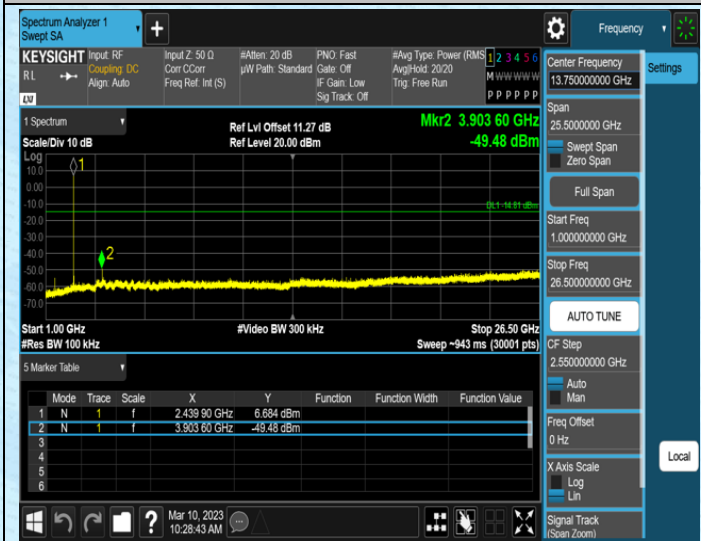 Spectrum Analyzer 1
Swept SA
Frequency
KEYSIGHT
Input: RF
Coupling: DC
Align: Auto
Input Z: 50 Ω
Corr CCorr
Freq Ref: Int (S)
#Atten: 20 dB
µW Path: Standard
PNO: Fast
Gate: Off
IF Gain: Low
Sig Track: Off
#Avg Type: Power (RMS
Avg|Hold: 20/20
Trig: Free Run
1 2 3 4 5 6
M W W W W W
P P P P P P
RL
LXI
1 Spectrum
Scale/Div 10 dB
Ref Lvl Offset 11.27 dB
Ref Level 20.00 dBm
Mkr2 3.903 60 GHz
-49.48 dBm
Log
10.0
0.00
-10.0
-20.0
-30.0
-40.0
-50.0
-60.0
-70.0
1
2
DL1 -14.81 dBm
Start 1.00 GHz
#Res BW 100 kHz
#Video BW 300 kHz
Stop 26.50 GHz
Sweep ~943 ms (30001 pts)
5 Marker Table
Mode Trace Scale X Y Function Function Width Function Value
1 N 1 f 2.439 90 GHz 6.684 dBm
2 N 1 f 3.903 60 GHz -49.48 dBm
3
4
5
6
Mar 10, 2023
10:28:43 AM
Center Frequency
13.750000000 GHz
Settings
Span
25.5000000 GHz
Swept Span
Zero Span
Full Span
Start Freq
1.000000000 GHz
Stop Freq
26.500000000 GHz
AUTO TUNE
CF Step
2.550000000 GHz
Auto
Man
Freq Offset
0 Hz
X Axis Scale
Log
Lin
Local
Signal Track
(Span Zoom)